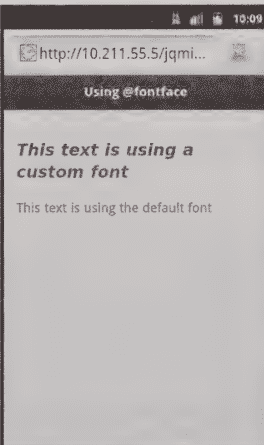 10:09
http://10.211.55.5/jqmi...
Using @fontface
This text is using a
custom font
This text is using the default font